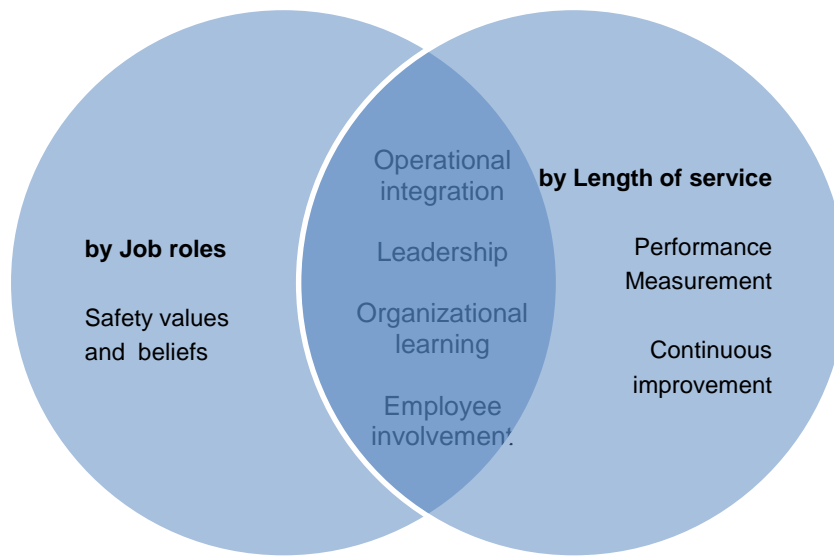 by Job roles
Safety values
and beliefs
Operational
integration
Leadership
Organizational
learning
Employee
involvement
by Length of service
Performance
Measurement
Continuous
improvement